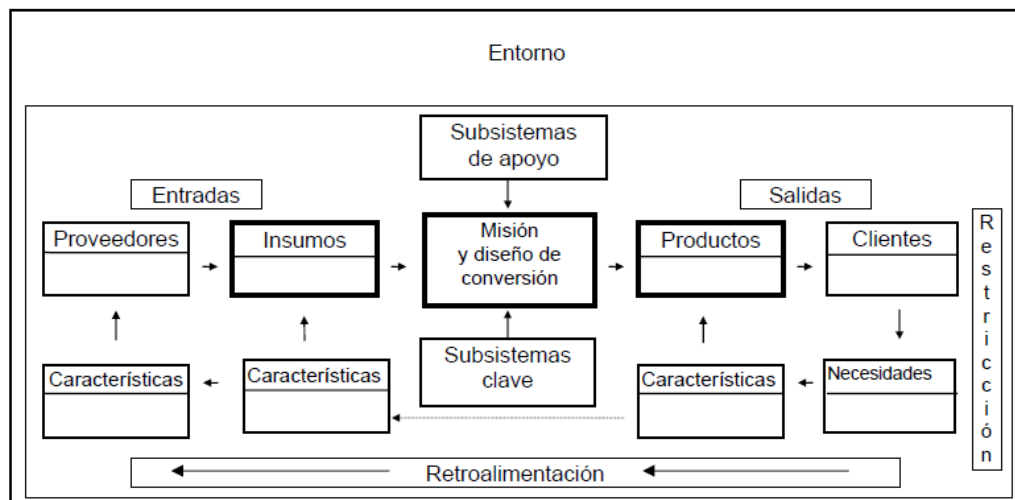 Entorno
Subsistemas
de apoyo
Entradas
Salidas
Proveedores
Insumos
Misión
y diseño de
conversión
Productos
Clientes
Restricción
Características
Características
Subsistemas
clave
Características
Necesidades
Retroalimentación